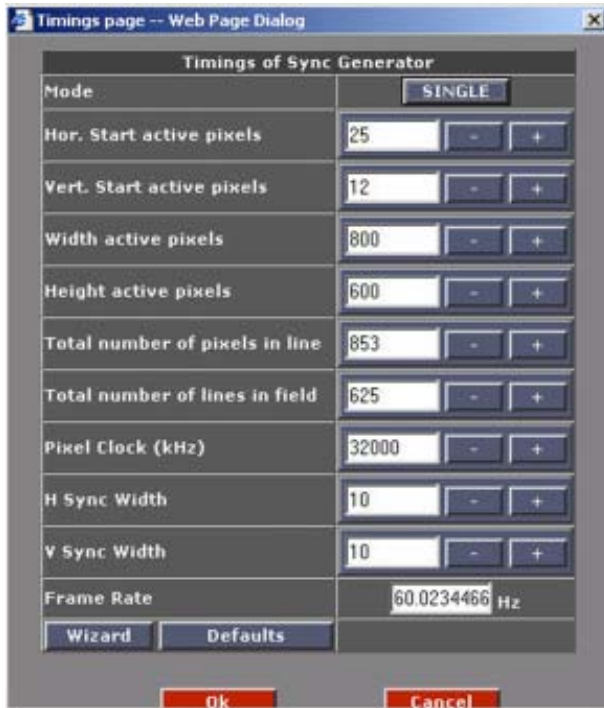 Timings page -- Web Page Dialog
Timings of Sync Generator
Mode SINGLE
Hor. Start active pixels 25 - +
Vert. Start active pixels 12 - +
Width active pixels 800 - +
Height active pixels 600 - +
Total number of pixels in line 853 - +
Total number of lines in field 625 - +
Pixel Clock (kHz) 32000 - +
H Sync Width 10 - +
V Sync Width 10 - +
Frame Rate 60.0234466 Hz
Wizard Defaults
Ok Cancel